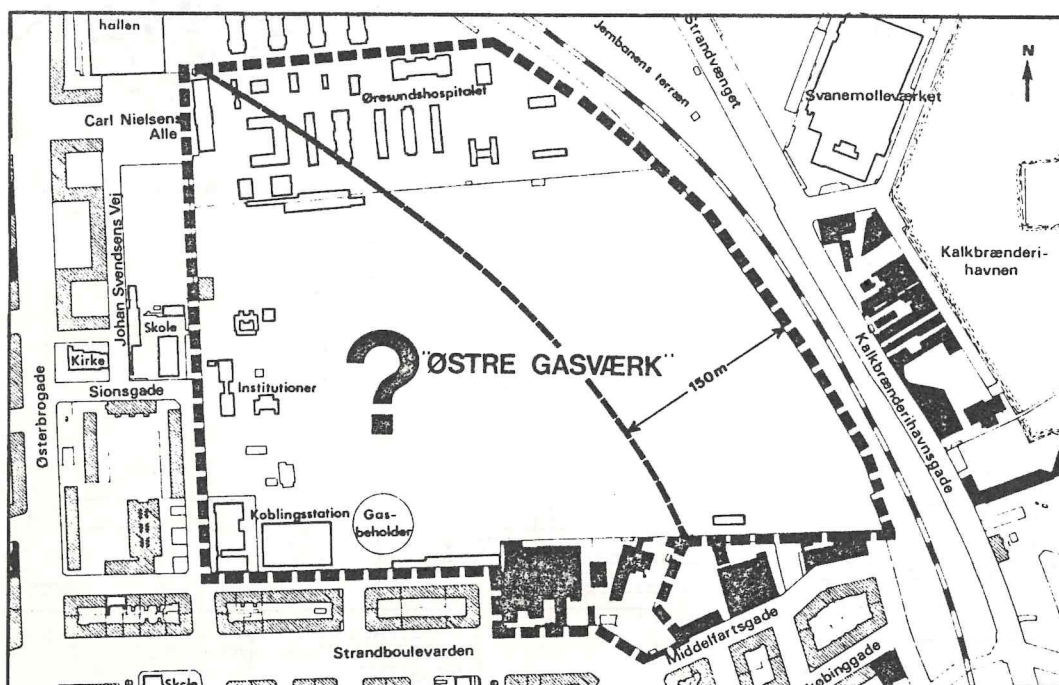 hallen
Jernbanens terræn
Strandvænget
N
Svanemølleværket
Øresundshospitalet
Carl Nielsens
Alle
Johan Svendsens Vej
Kalkbrænderi-
havnen
Skole
Kirke
?
"ØSTRE GASVÆRK"
150m
Kalkbrænderihavnsgade
Sionsgade
Institutioner
Østerbrogade
Koblingsstation
Gas-
beholder
Middelfartsgade
Strandboulevarden
Skole